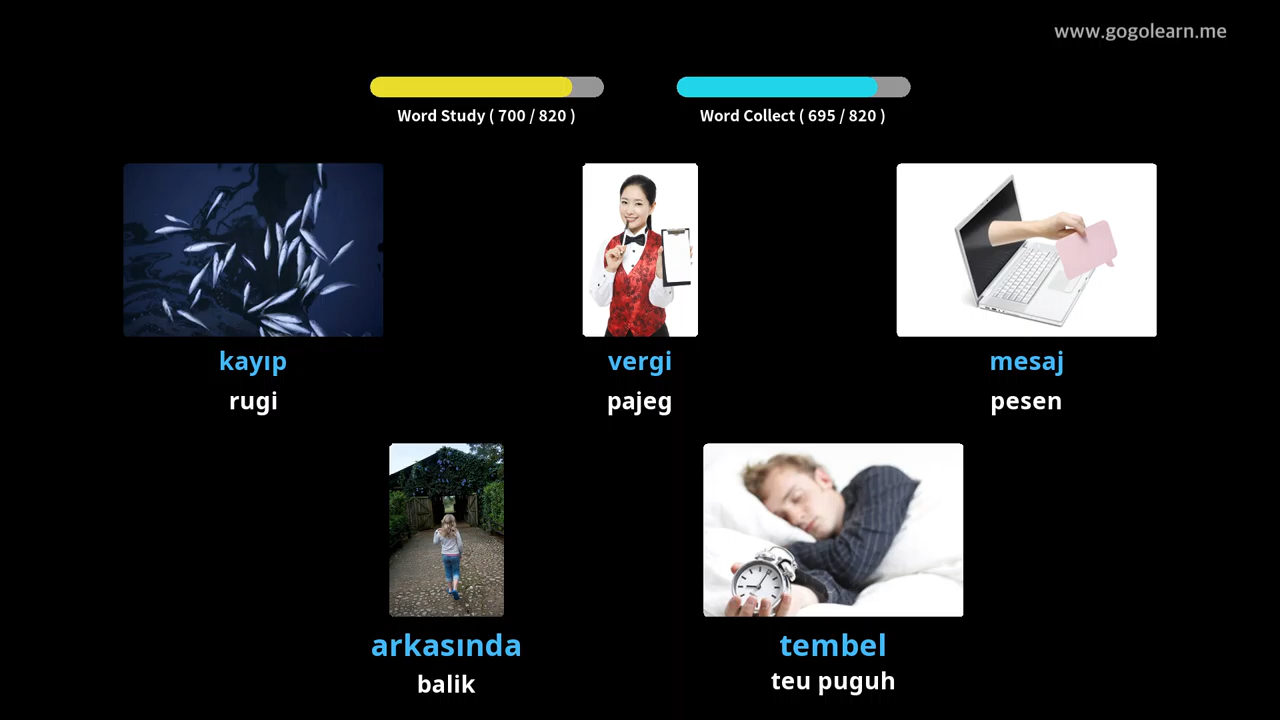 www.gogolearn.me
Word Study ( 700 / 820 )
Word Collect ( 695 / 820 )
kayıp
rugi
vergi
pajeg
mesaj
pesen
arkasında
balik
tembel
teu puguh